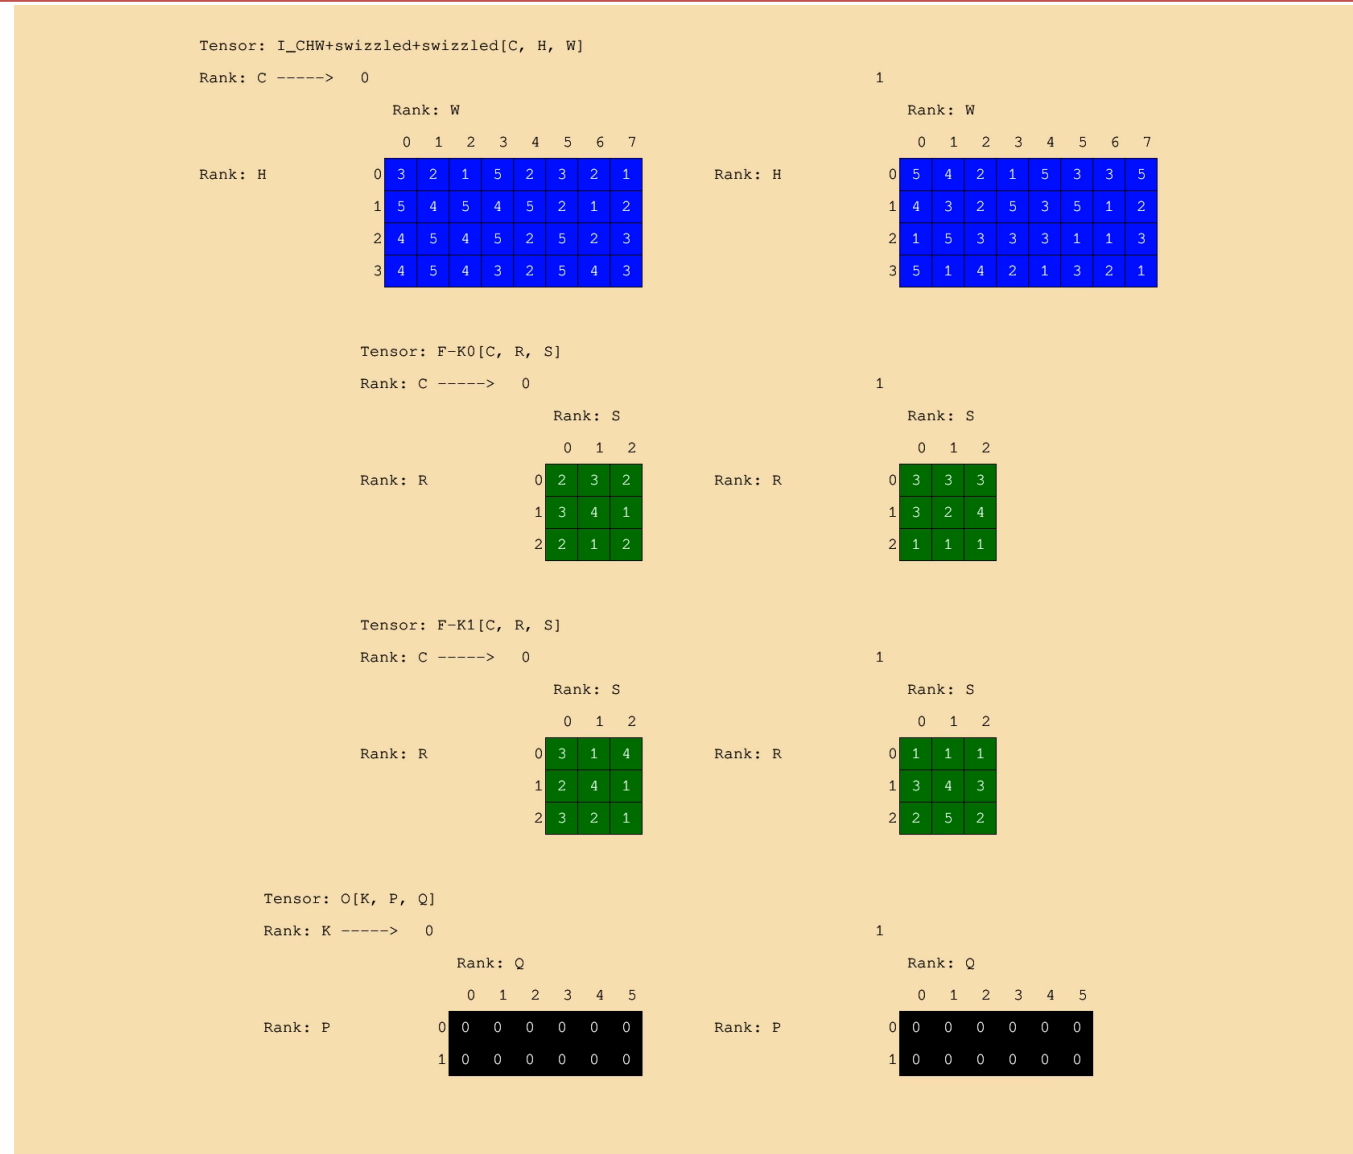 Tensor: I_CHW+swizzled+swizzled[C, H, W]
Rank: C -----> 0 1
Rank: W Rank: W
0 1 2 3 4 5 6 7 0 1 2 3 4 5 6 7
Rank: H 0 3 2 1 5 2 3 2 1 Rank: H 0 5 4 2 1 5 3 3 5
1 5 4 5 4 5 2 1 2 1 4 3 2 5 3 5 1 2
2 4 5 4 5 2 5 2 3 2 1 5 3 3 3 1 1 3
3 4 5 4 3 2 5 4 3 3 5 1 4 2 1 3 2 1
Tensor: F-K0[C, R, S]
Rank: C -----> 0 1
Rank: S Rank: S
0 1 2 0 1 2
Rank: R 0 2 3 2 Rank: R 0 3 3 3
1 3 4 1 1 3 2 4
2 2 1 2 2 1 1 1
Tensor: F-K1[C, R, S]
Rank: C -----> 0 1
Rank: S Rank: S
0 1 2 0 1 2
Rank: R 0 3 1 4 Rank: R 0 1 1 1
1 2 4 1 1 3 4 3
2 3 2 1 2 2 5 2
Tensor: O[K, P, Q]
Rank: K -----> 0 1
Rank: Q Rank: Q
0 1 2 3 4 5 0 1 2 3 4 5
Rank: P 0 0 0 0 0 0 0 Rank: P 0 0 0 0 0 0 0
1 0 0 0 0 0 0 1 0 0 0 0 0 0